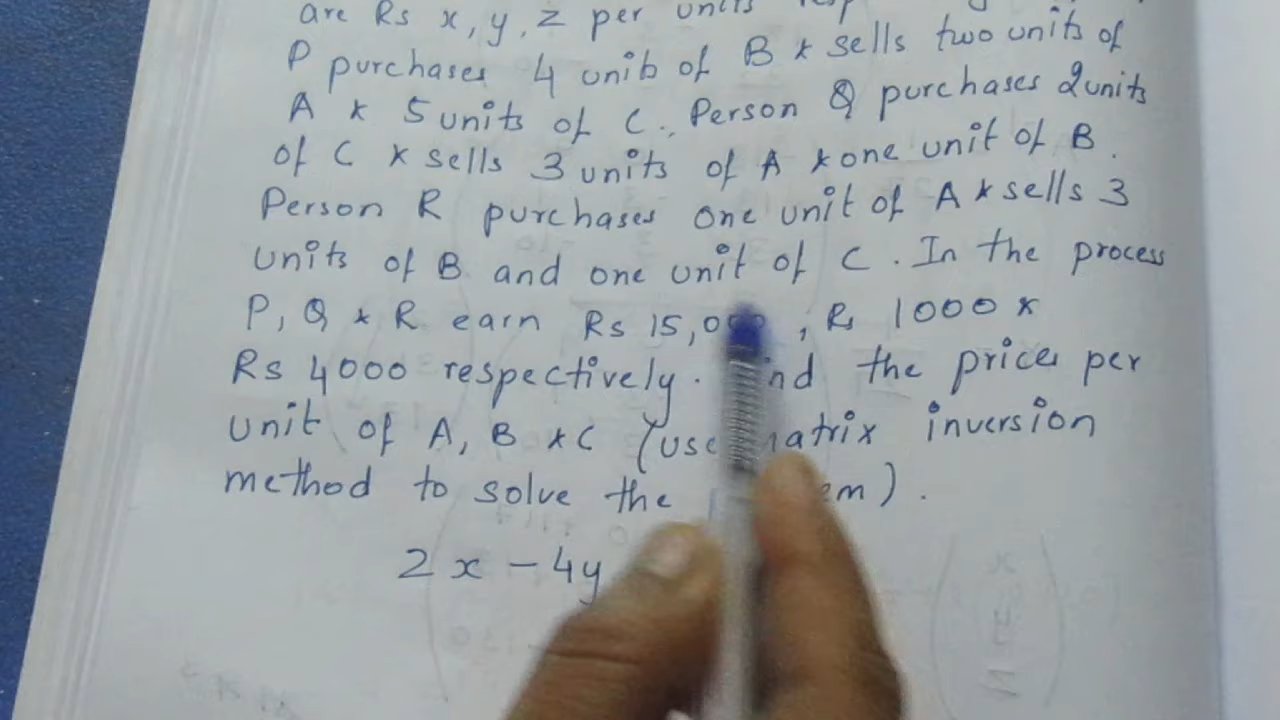 are Rs x, y, z per units
P purchases 4 units of B & sells two units of
A & 5 units of C. Person Q purchases 2 units
of C & sells 3 units of A & one unit of B.
Person R purchases one unit of A & sells 3
units of B and one unit of C. In the process
P, Q & R earn Rs 15,000, Rs 1000 &
Rs 4000 respectively. the price per
unit of A, B & C (use matrix inversion
method to solve the ).
2x - 4y